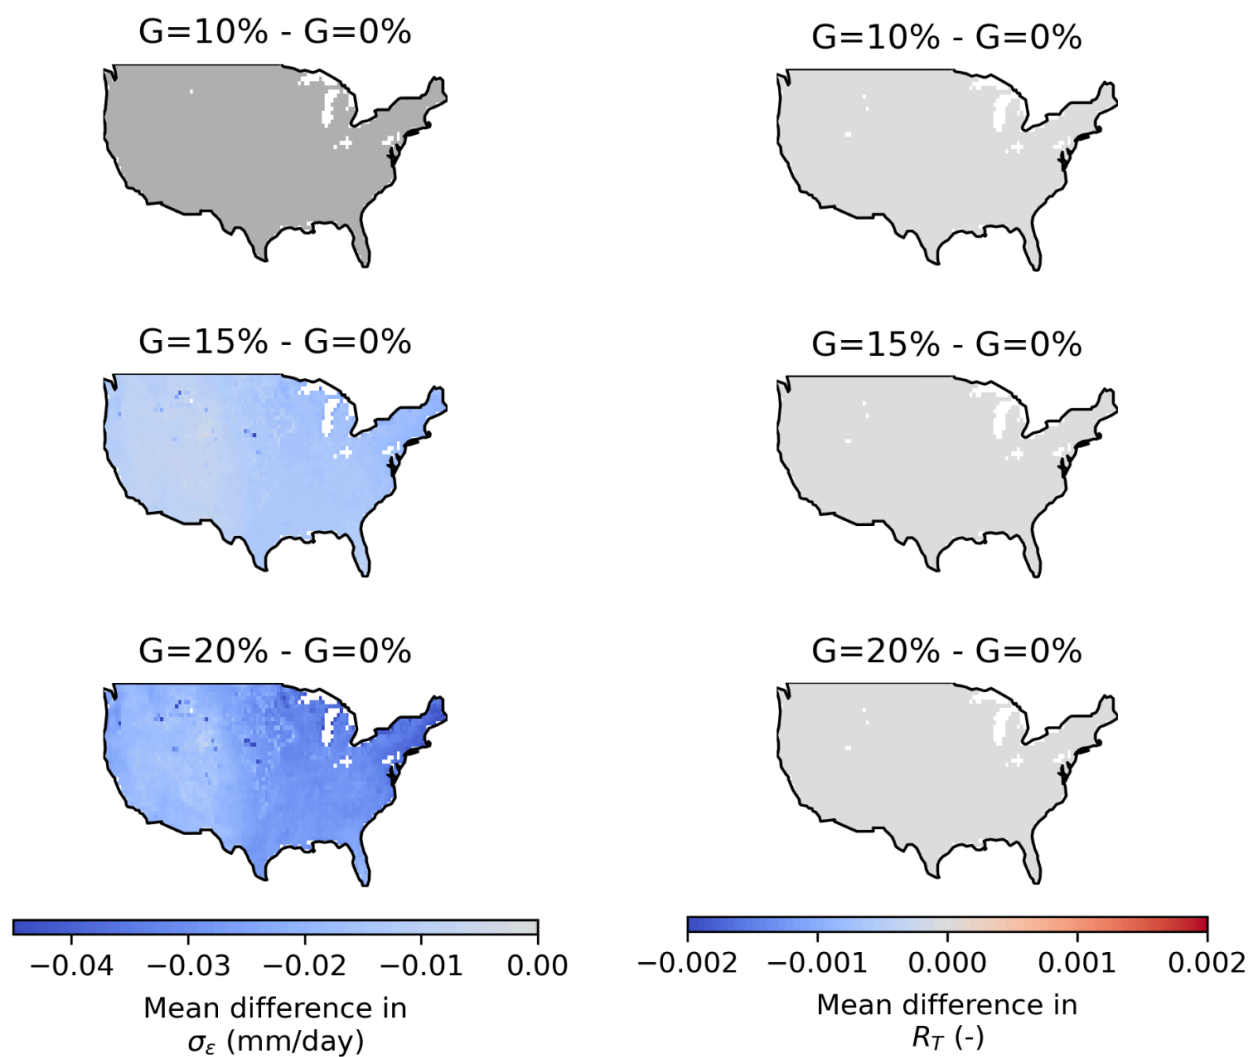 G=10% - G=0%
G=10% - G=0%
G=15% - G=0%
G=15% - G=0%
G=20% - G=0%
G=20% - G=0%
−0.04 −0.03 −0.02 −0.01 0.00
Mean difference in
σε (mm/day)
−0.002 −0.001 0.000 0.001 0.002
Mean difference in
RT (-)